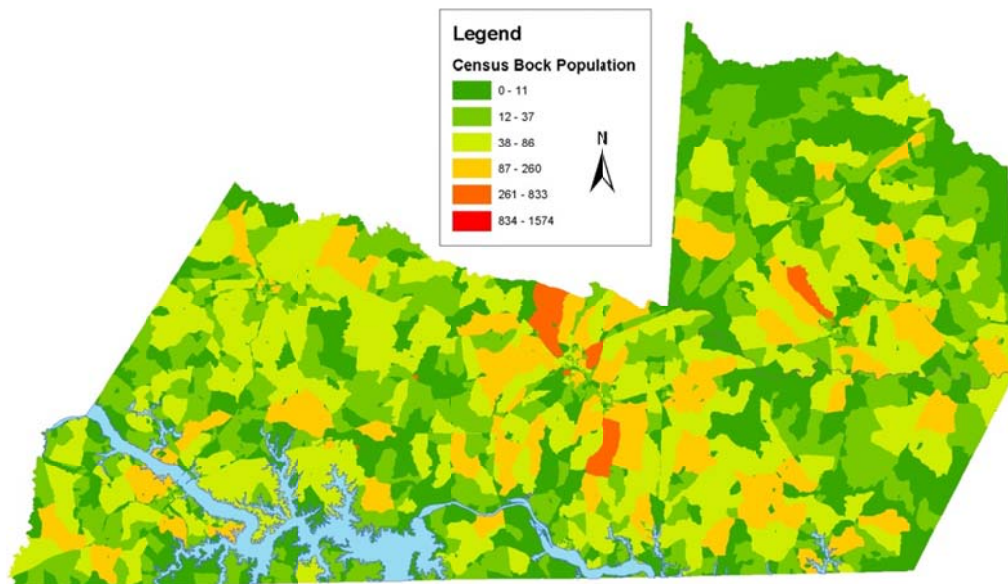 Legend
Census Bock Population
0 - 11
12 - 37
38 - 86
87 - 260
261 - 833
834 - 1574
N